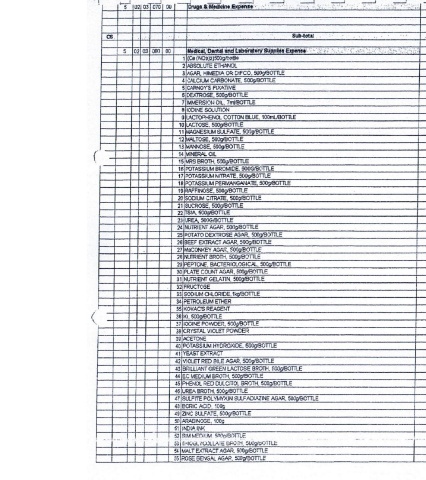 5 02 03 070 00 Drugs & Medicine Expense
CS Sub-total
5 02 03 080 00 Medical, Dental and Laboratory Supplies Expense
1 500g/bottle
2 ABSOLUTE ETHANOL
3 AGAR, HIMEDIA OR DIFCO, 500g/BOTTLE
4 CALCIUM CARBONATE, 500g/BOTTLE
5 CARNOY'S FIXATIVE
6 DEXTROSE, 500g/BOTTLE
7 IMMERSION OIL, 7ml/BOTTLE
8 IODINE SOLUTION
9 LACTOPHENOL COTTON BLUE, 100mL/BOTTLE
10 LACTOSE, 500g/BOTTLE
11 MAGNESIUM SULFATE, 500g/BOTTLE
12 MALTOSE, 500g/BOTTLE
13 MANNOSE, 500g/BOTTLE
14 MINERAL OIL
15 MRS BROTH, 500g/BOTTLE
16 POTASSIUM BROMIDE, 500G/BOTTLE
17 POTASSIUM NITRATE, 500g/BOTTLE
18 POTASSIUM PERMANGANATE, 500g/BOTTLE
19 RAFFINOSE, 500g/BOTTLE
20 SODIUM CITRATE, 500g/BOTTLE
21 SUCROSE, 500g/BOTTLE
22 TSIA, 500g/BOTTLE
23 UREA, 500G/BOTTLE
24 NUTRIENT AGAR, 500g/BOTTLE
25 POTATO DEXTROSE AGAR, 500g/BOTTLE
26 BEEF EXTRACT AGAR, 500g/BOTTLE
27 McCONKEY AGAR, 500g/BOTTLE
28 NUTRIENT BROTH, 500g/BOTTLE
29 PEPTONE, BACTERIOLOGICAL, 500g/BOTTLE
30 PLATE COUNT AGAR, 500g/BOTTLE
31 NUTRIENT GELATIN, 500g/BOTTLE
32 FRUCTOSE
33 SODIUM CHLORIDE, 1kg/BOTTLE
34 PETROLEUM ETHER
35 KOVAC'S REAGENT
36 KI, 500g/BOTTLE
37 IODINE POWDER, 500g/BOTTLE
38 CRYSTAL VIOLET POWDER
39 ACETONE
40 POTASSIUM HYDROXIDE, 500g/BOTTLE
41 YEAST EXTRACT
42 VIOLET RED BILE AGAR, 500g/BOTTLE
43 BRILLIANT GREEN LACTOSE BROTH, 500g/BOTTLE
44 EC MEDIUM BROTH, 500g/BOTTLE
45 PHENOL RED DULCITOL BROTH, 500g/BOTTLE
46 UREA BROTH, 500g/BOTTLE
47 SULFITE POLYMYXIN SULFADIAZINE AGAR, 500g/BOTTLE
48 BORIC ACID, 100g
49 ZINC SULFATE, 500g/BOTTLE
50 ARABINOSE, 100g
51 INDIA INK
52 SIM MEDIUM, 500g/BOTTLE
53 BROTH, 500g/BOTTLE
54 MALT EXTRACT AGAR, 500g/BOTTLE
55 ROSE BENGAL AGAR, 500g/BOTTLE